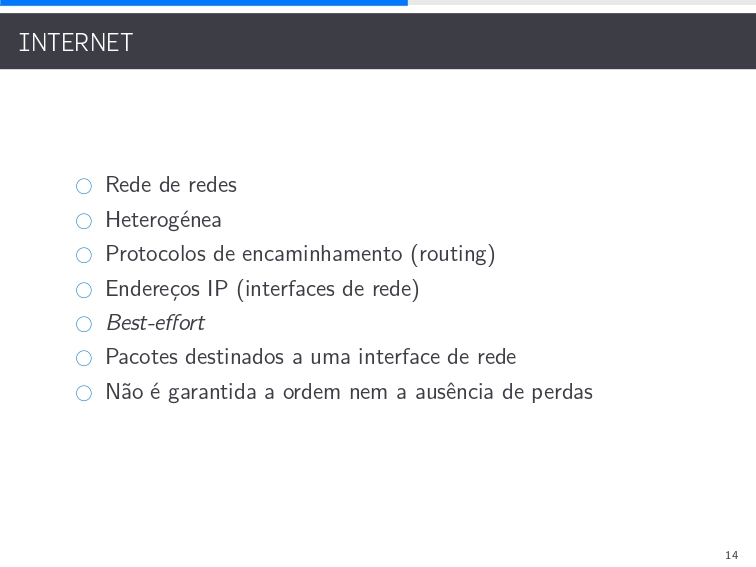 INTERNET
Rede de redes
Heterogénea
Protocolos de encaminhamento (routing)
Endereços IP (interfaces de rede)
Best-effort
Pacotes destinados a uma interface de rede
Não é garantida a ordem nem a ausência de perdas
14